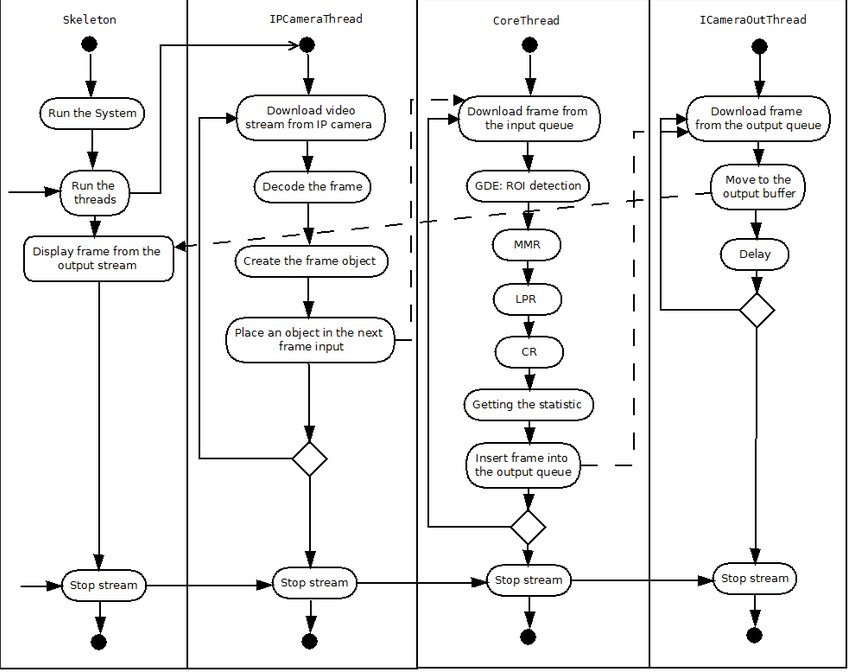 Skeleton
Run the System
Run the
threads
Display frame from the
output stream
Stop stream
IPCameraThread
Download video
stream from IP camera
Decode the frame
Create the frame object
Place an object in the next
frame input
Stop stream
CoreThread
Download frame from
the input queue
GDE: ROI detection
MMR
LPR
CR
Getting the statistic
Insert frame into
the output queue
Stop stream
ICameraOutThread
Download frame
from the output queue
Move to the
output buffer
Delay
Stop stream